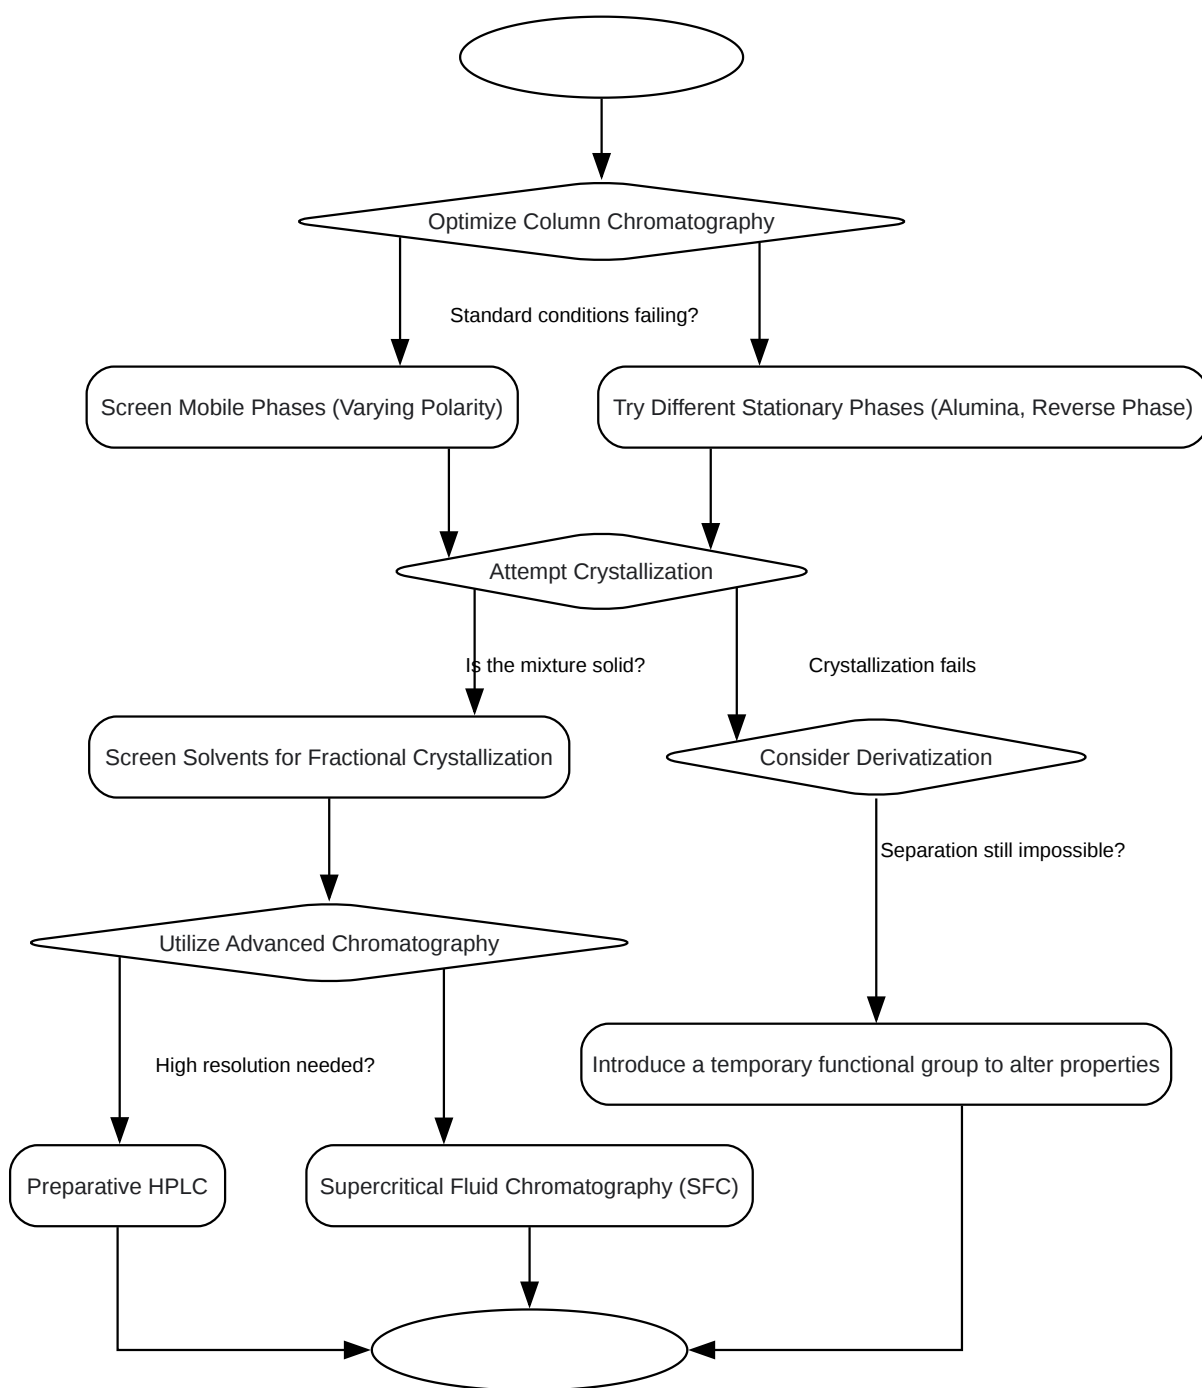 Optimize Column Chromatography
Standard conditions failing?
Screen Mobile Phases (Varying Polarity)
Try Different Stationary Phases (Alumina, Reverse Phase)
Attempt Crystallization
Is the mixture solid?
Crystallization fails
Screen Solvents for Fractional Crystallization
Consider Derivatization
Separation still impossible?
Utilize Advanced Chromatography
High resolution needed?
Introduce a temporary functional group to alter properties
Preparative HPLC
Supercritical Fluid Chromatography (SFC)